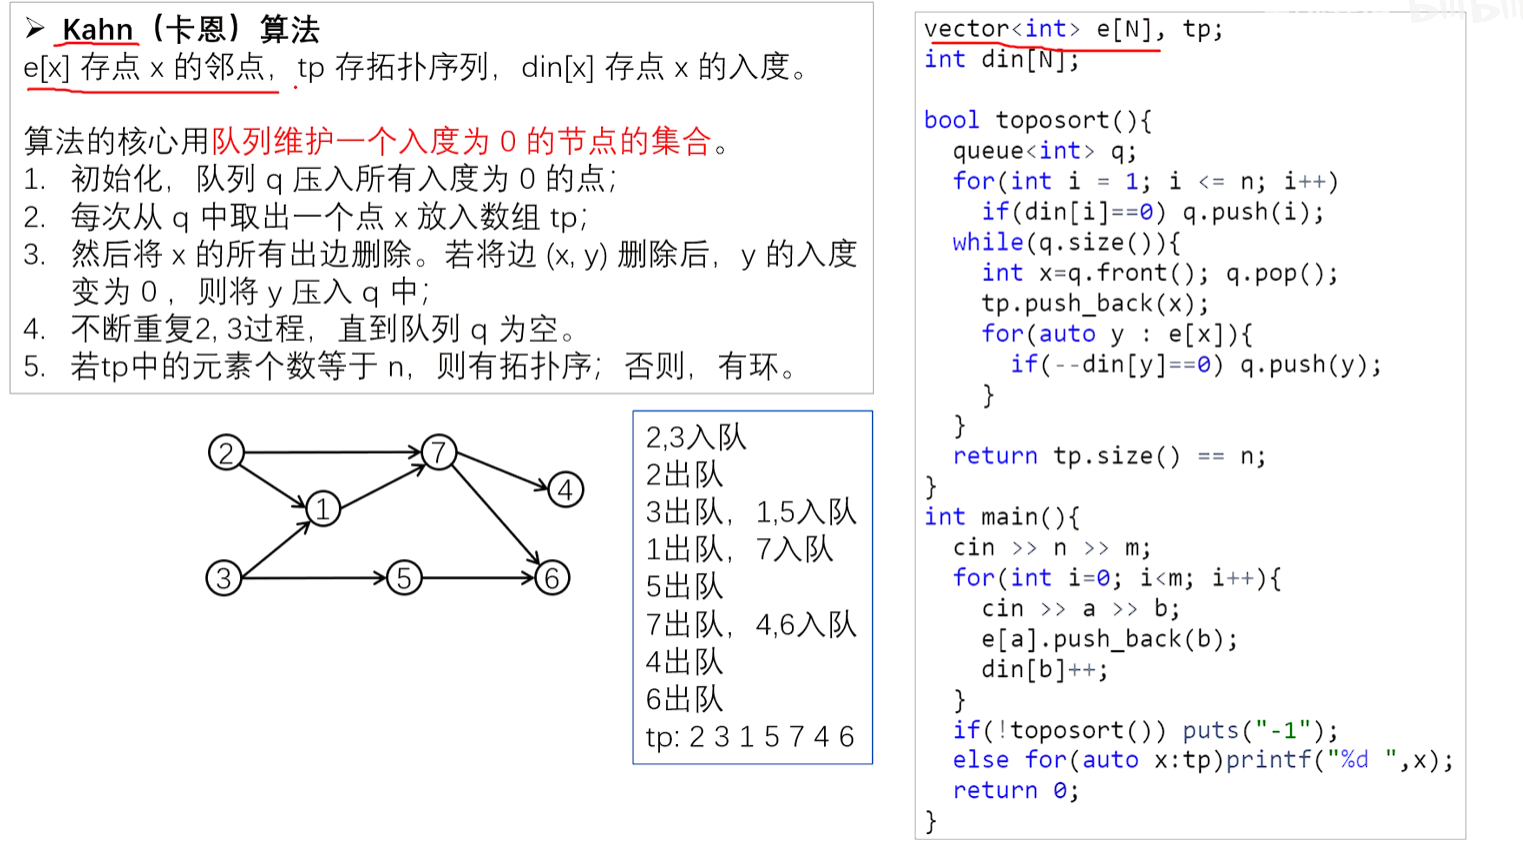 ➢ Kahn（卡恩）算法
e[x] 存点 x 的邻点，tp 存拓扑序列，din[x] 存点 x 的入度。
算法的核心用队列维护一个入度为 0 的节点的集合。
1. 初始化，队列 q 压入所有入度为 0 的点；
2. 每次从 q 中取出一个点 x 放入数组 tp；
3. 然后将 x 的所有出边删除。若将边 (x, y) 删除后，y 的入度
变为 0 ，则将 y 压入 q 中；
4. 不断重复2, 3过程，直到队列 q 为空。
5. 若tp中的元素个数等于 n，则有拓扑序；否则，有环。
2
7
4
1
3
5
6
2,3入队
2出队
3出队，1,5入队
1出队，7入队
5出队
7出队，4,6入队
4出队
6出队
tp: 2 3 1 5 7 4 6
vector<int> e[N], tp;
int din[N];
bool toposort(){
queue<int> q;
for(int i = 1; i <= n; i++)
if(din[i]==0) q.push(i);
while(q.size()){
int x=q.front(); q.pop();
tp.push_back(x);
for(auto y : e[x]){
if(--din[y]==0) q.push(y);
}
}
return tp.size() == n;
}
int main(){
cin >> n >> m;
for(int i=0; i<m; i++){
cin >> a >> b;
e[a].push_back(b);
din[b]++;
}
if(!toposort()) puts("-1");
else for(auto x:tp)printf("%d ",x);
return 0;
}